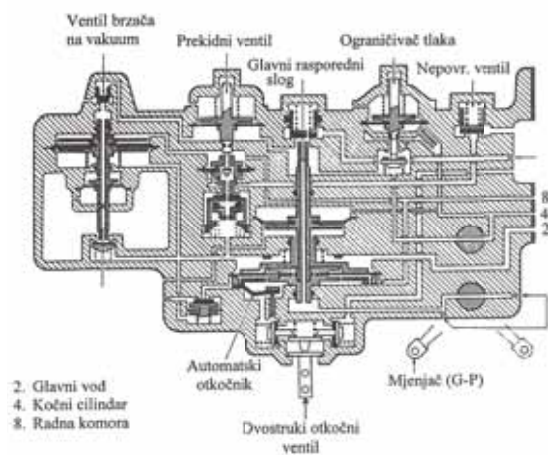 Ventil brzača
na vakuum
Prekidni ventil
Glavni rasporedni
slog
Ograničivač tlaka
Nepovr. ventil
8
4
2
Automatski
otkočnik
Mjenjač (G-P)
Dvostruki otkočni
ventil
2. Glavni vod
4. Kočni cilindar
8. Radna komora